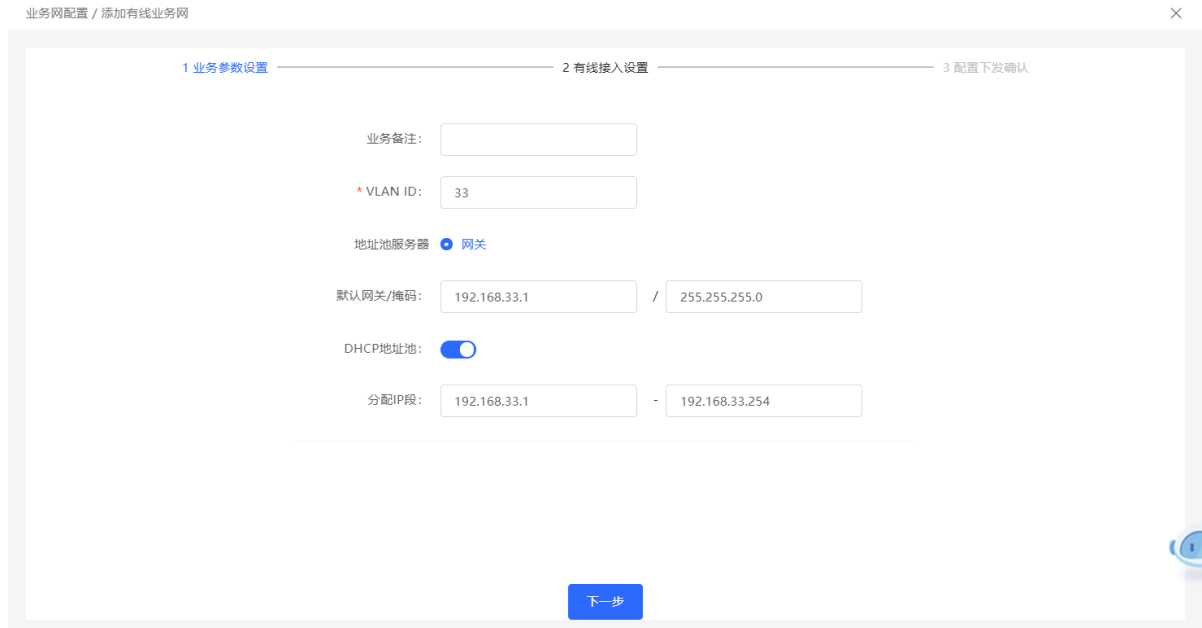 业务网配置 / 添加有线业务网
1 业务参数设置 2 有线接入设置 3 配置下发确认
业务备注：
* VLAN ID： 33
地址池服务器 网关
默认网关/掩码： 192.168.33.1 / 255.255.255.0
DHCP地址池：
分配IP段： 192.168.33.1 - 192.168.33.254
下一步